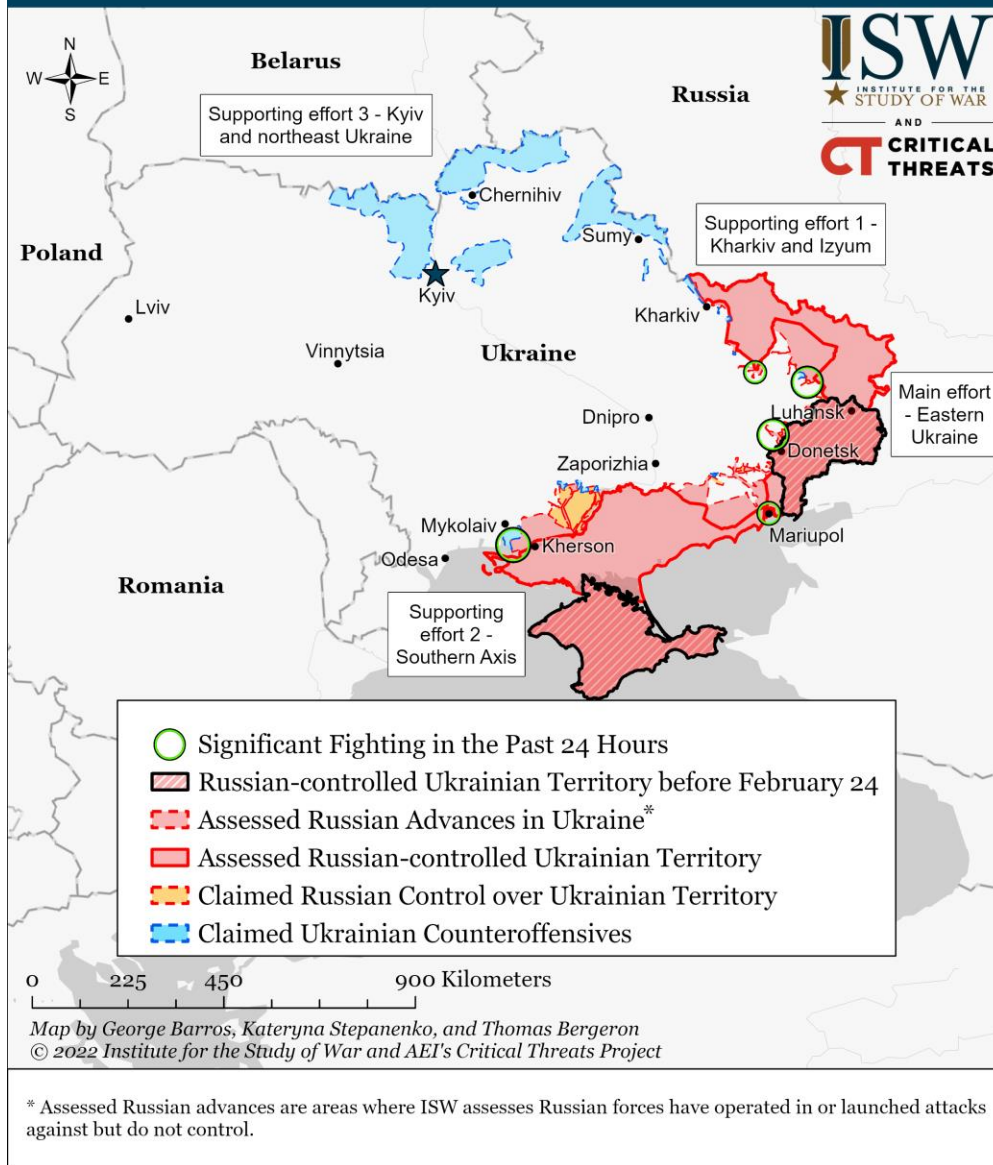 N
W E
S
Belarus
Russia
ISW
INSTITUTE FOR THE
STUDY OF WAR
AND
CT CRITICAL
THREATS
Supporting effort 3 - Kyiv
and northeast Ukraine
Chernihiv
Supporting effort 1 -
Kharkiv and Izyum
Sumy
Poland
Kyiv
Lviv
Kharkiv
Vinnytsia
Ukraine
Main effort
- Eastern
Ukraine
Luhansk
Dnipro
Donetsk
Zaporizhia
Mykolaiv
Mariupol
Kherson
Odesa
Romania
Supporting
effort 2 -
Southern Axis
Significant Fighting in the Past 24 Hours
Russian-controlled Ukrainian Territory before February 24
Assessed Russian Advances in Ukraine*
Assessed Russian-controlled Ukrainian Territory
Claimed Russian Control over Ukrainian Territory
Claimed Ukrainian Counteroffensives
0 225 450 900 Kilometers
Map by George Barros, Kateryna Stepanenko, and Thomas Bergeron
© 2022 Institute for the Study of War and AEI's Critical Threats Project
* Assessed Russian advances are areas where ISW assesses Russian forces have operated in or launched attacks
against but do not control.